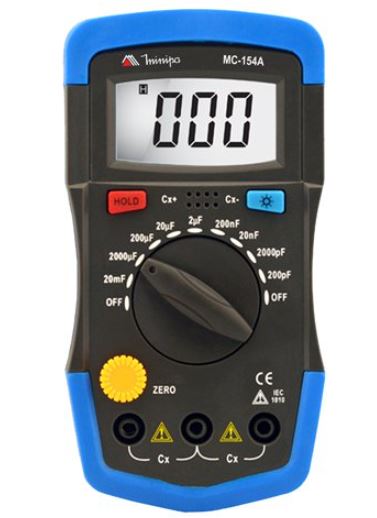 Minipa MC-154A
H
000
HOLD Cx+ Cx-
2µF
20µF 200nF
200µF 20nF
2000µF 2000pF
20mF 200pF
OFF OFF
ZERO
CE
IEC
1010
Cx Cx